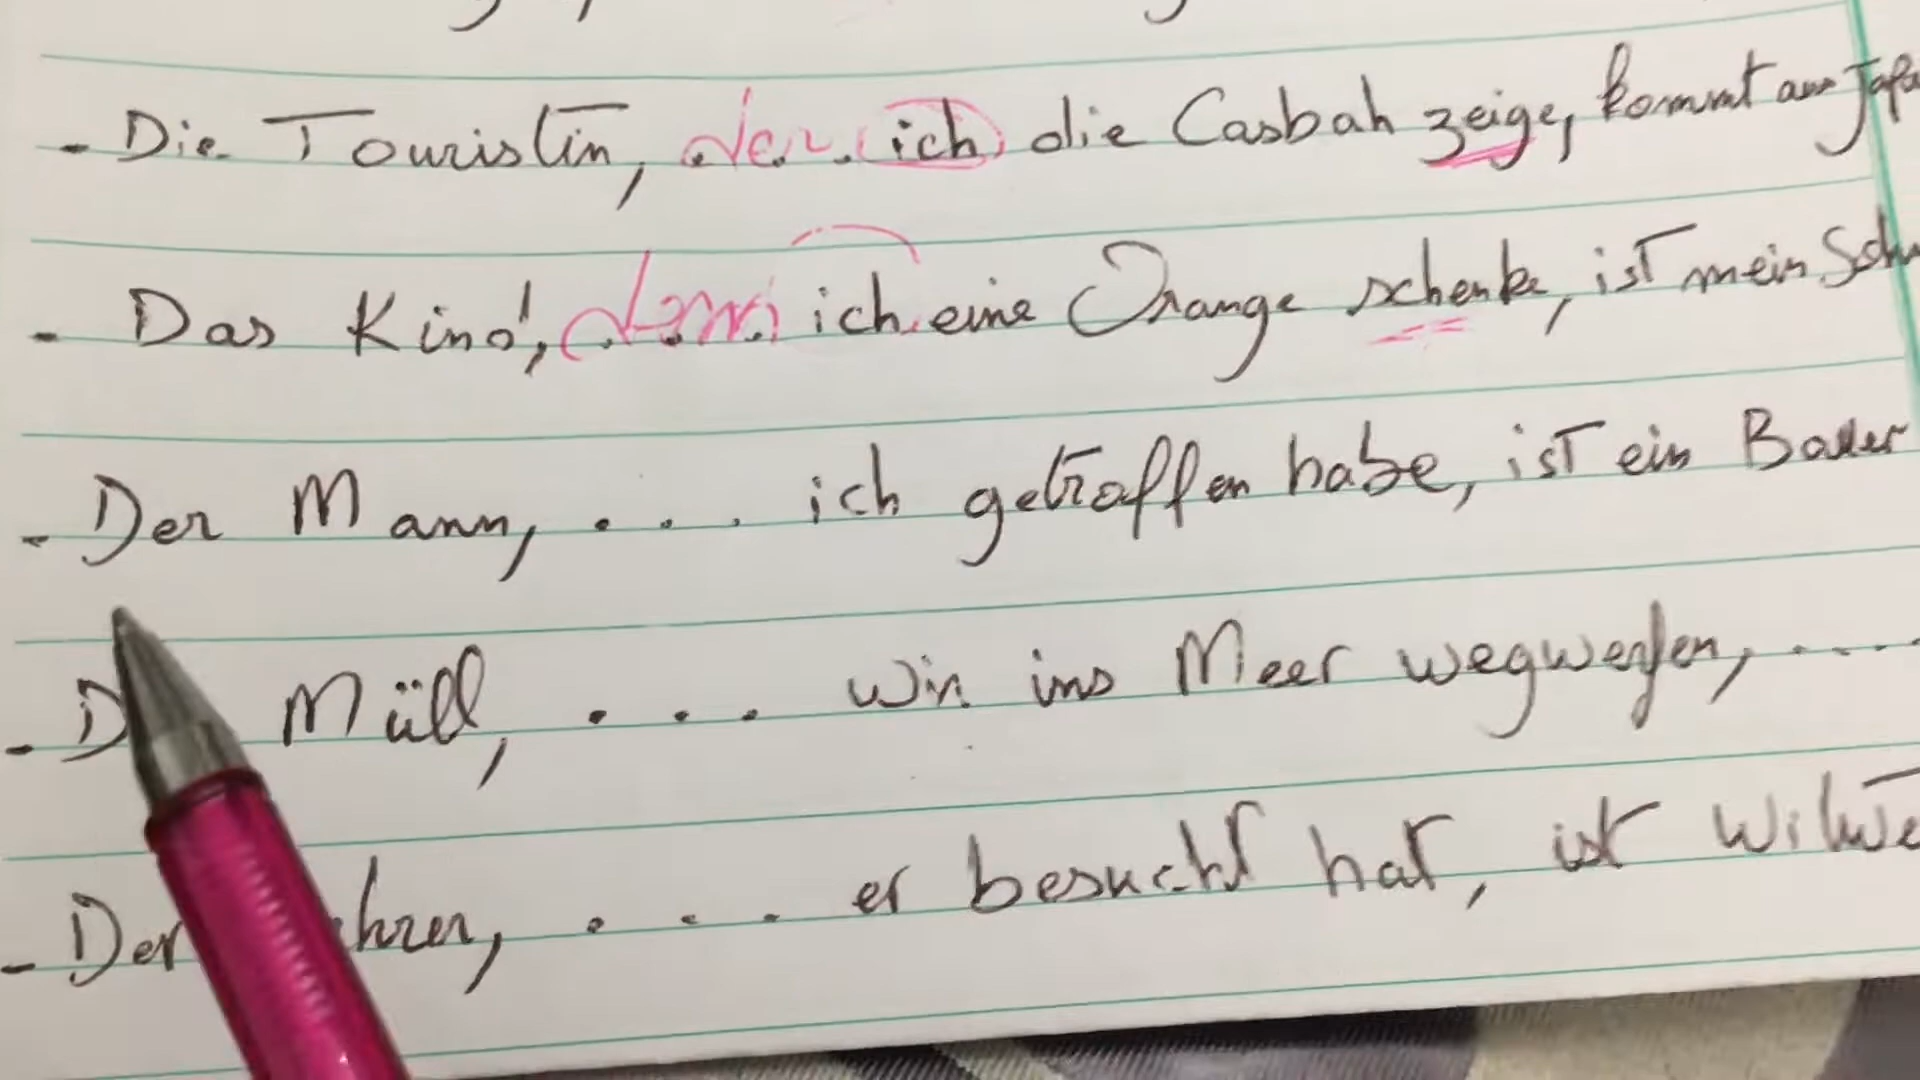 - Die Touristin, der ich die Casbah zeige, kommt aus
- Das Kind, dem ich eine Orange schenke, ist mein
- Der Mann, . . . ich getroffen habe, ist ein Bauer
- Müll, . . . wir ins Meer wegwerfen, . . . .
- Der . . . er besucht hat, ist